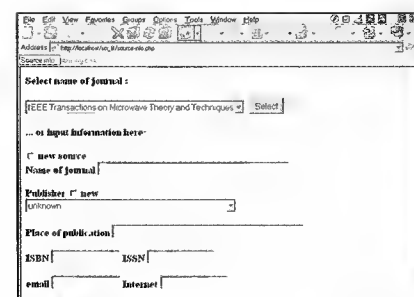 File Edit View Favorites Groups Options Tools Window Help
Address http://localhost/
Source info
Select name of journal :
IEEE Transactions on Microwave Theory and Techniques Select
... or input information here
new source
Name of journal
Publisher new
unknown
Place of publication
ISBN ISSN
email Internet